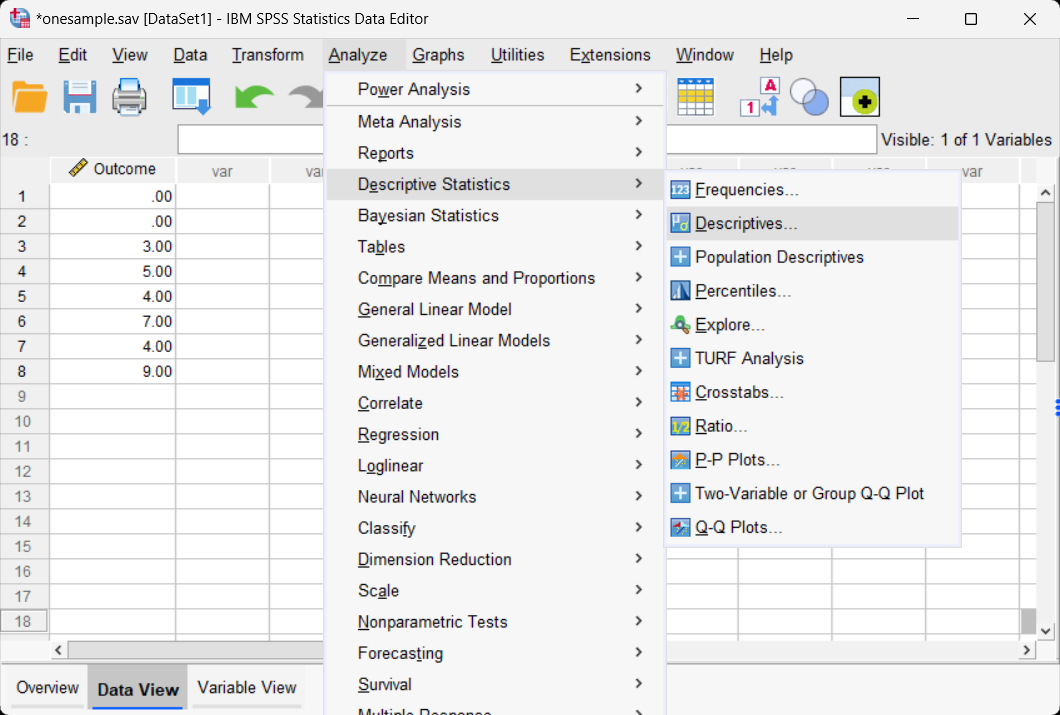 *onesample.sav [DataSet1] - IBM SPSS Statistics Data Editor
File Edit View Data Transform Analyze Graphs Utilities Extensions Window Help
1 A
18 :
Visible: 1 of 1 Variables
Outcome var var
1 .00
2 .00
3 3.00
4 5.00
5 4.00
6 7.00
7 4.00
8 9.00
9
10
11
12
13
14
15
16
17
18
Power Analysis
Meta Analysis
Reports
Descriptive Statistics
Bayesian Statistics
Tables
Compare Means and Proportions
General Linear Model
Generalized Linear Models
Mixed Models
Correlate
Regression
Loglinear
Neural Networks
Classify
Dimension Reduction
Scale
Nonparametric Tests
Forecasting
Survival
Multiple Response
123 Frequencies...
Descriptives...
Population Descriptives
Percentiles...
Explore...
TURF Analysis
Crosstabs...
1/2 Ratio...
P-P Plots...
Two-Variable or Group Q-Q Plot
Q-Q Plots...
Overview Data View Variable View